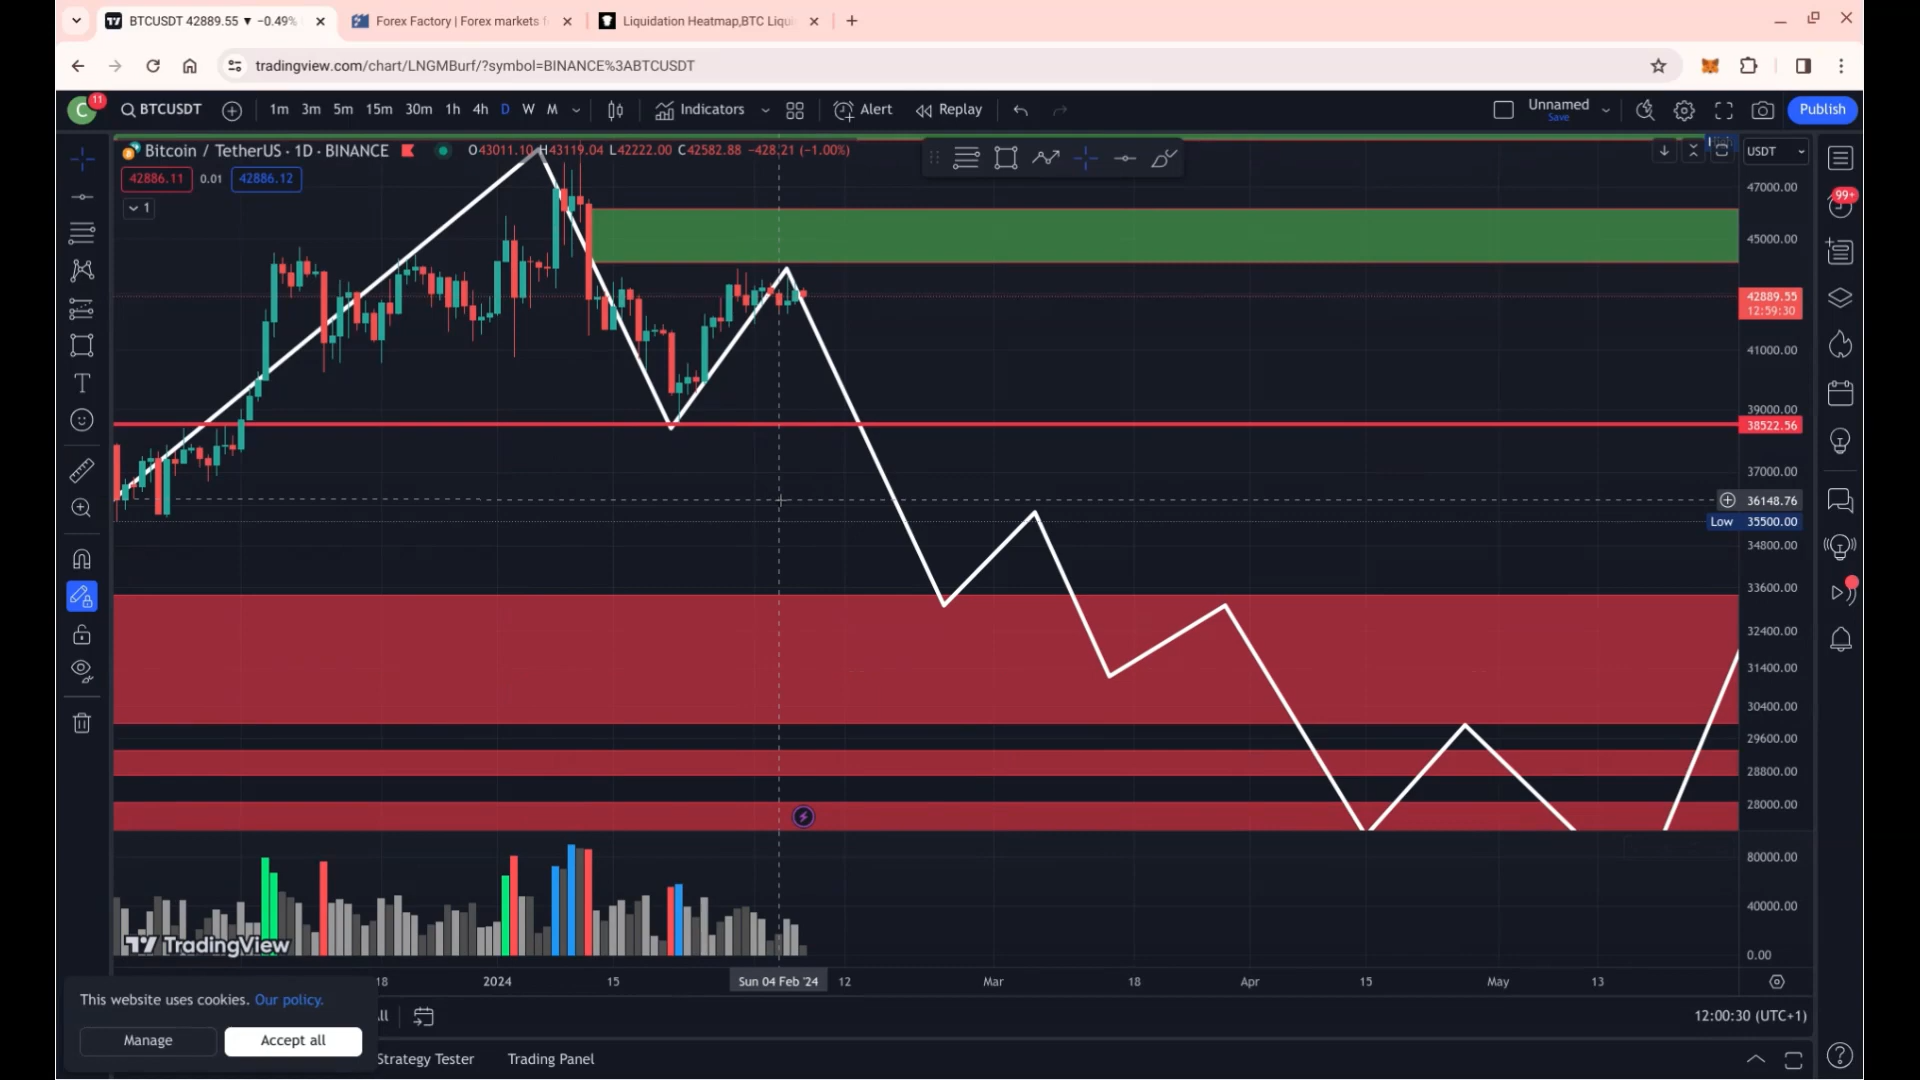 BTCUSDT 42889.55 ▼ −0.49%
Forex Factory | Forex markets f
Liquidation Heatmap,BTC Liqui
tradingview.com/chart/LNGMBurf/?symbol=BINANCE%3ABTCUSDT
C 11 BTCUSDT 1m 3m 5m 15m 30m 1h 4h D W M Indicators Alert Replay Unnamed Save Publish
Bitcoin / TetherUS · 1D · BINANCE O43011.10 H43119.04 L42222.00 C42582.88 −428.21 (−1.00%) USDT
42886.11 0.01 42886.12
47000.00
99+
1
45000.00
42889.55
12:59:30
41000.00
39000.00
38522.56
37000.00
36148.76
Low 35500.00
34800.00
33600.00
32400.00
31400.00
30400.00
29600.00
28800.00
28000.00
80000.00
40000.00
TradingView
0.00
18 2024 15 Sun 04 Feb '24 12 Mar 18 Apr 15 May 13
This website uses cookies. Our policy.
12:00:30 (UTC+1)
Manage Accept all
Strategy Tester Trading Panel